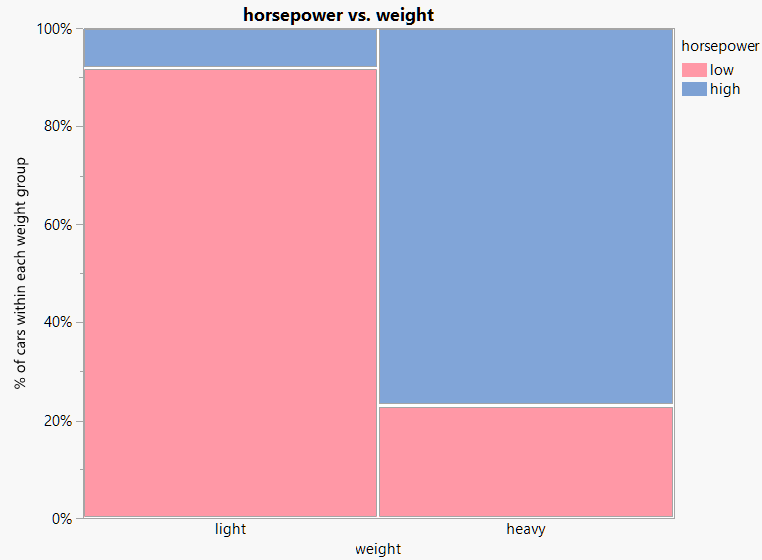 horsepower vs. weight
100%
80%
60%
40%
20%
0%
% of cars within each weight group
light
heavy
weight
horsepower
low
high